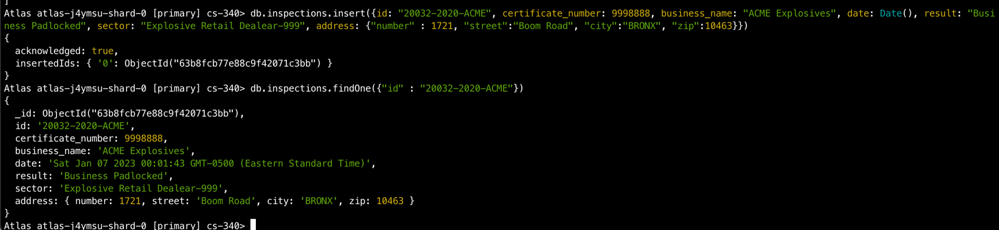 ]
Atlas atlas-j4ymsu-shard-0 [primary] cs-340> db.inspections.insert({id: "20032-2020-ACME", certificate_number: 9998888, business_name: "ACME Explosives", date: Date(), result: "Busi
ness Padlocked", sector: "Explosive Retail Dealear-999", address: {"number" : 1721, "street":"Boom Road", "city":"BRONX", "zip":10463}})
{
  acknowledged: true,
  insertedIds: { '0': ObjectId("63b8fcb77e88c9f42071c3bb") }
}
Atlas atlas-j4ymsu-shard-0 [primary] cs-340> db.inspections.findOne({"id" : "20032-2020-ACME"})
{
  _id: ObjectId("63b8fcb77e88c9f42071c3bb"),
  id: '20032-2020-ACME',
  certificate_number: 9998888,
  business_name: 'ACME Explosives',
  date: 'Sat Jan 07 2023 00:01:43 GMT-0500 (Eastern Standard Time)',
  result: 'Business Padlocked',
  sector: 'Explosive Retail Dealear-999',
  address: { number: 1721, street: 'Boom Road', city: 'BRONX', zip: 10463 }
}
Atlas atlas-j4ymsu-shard-0 [primary] cs-340>